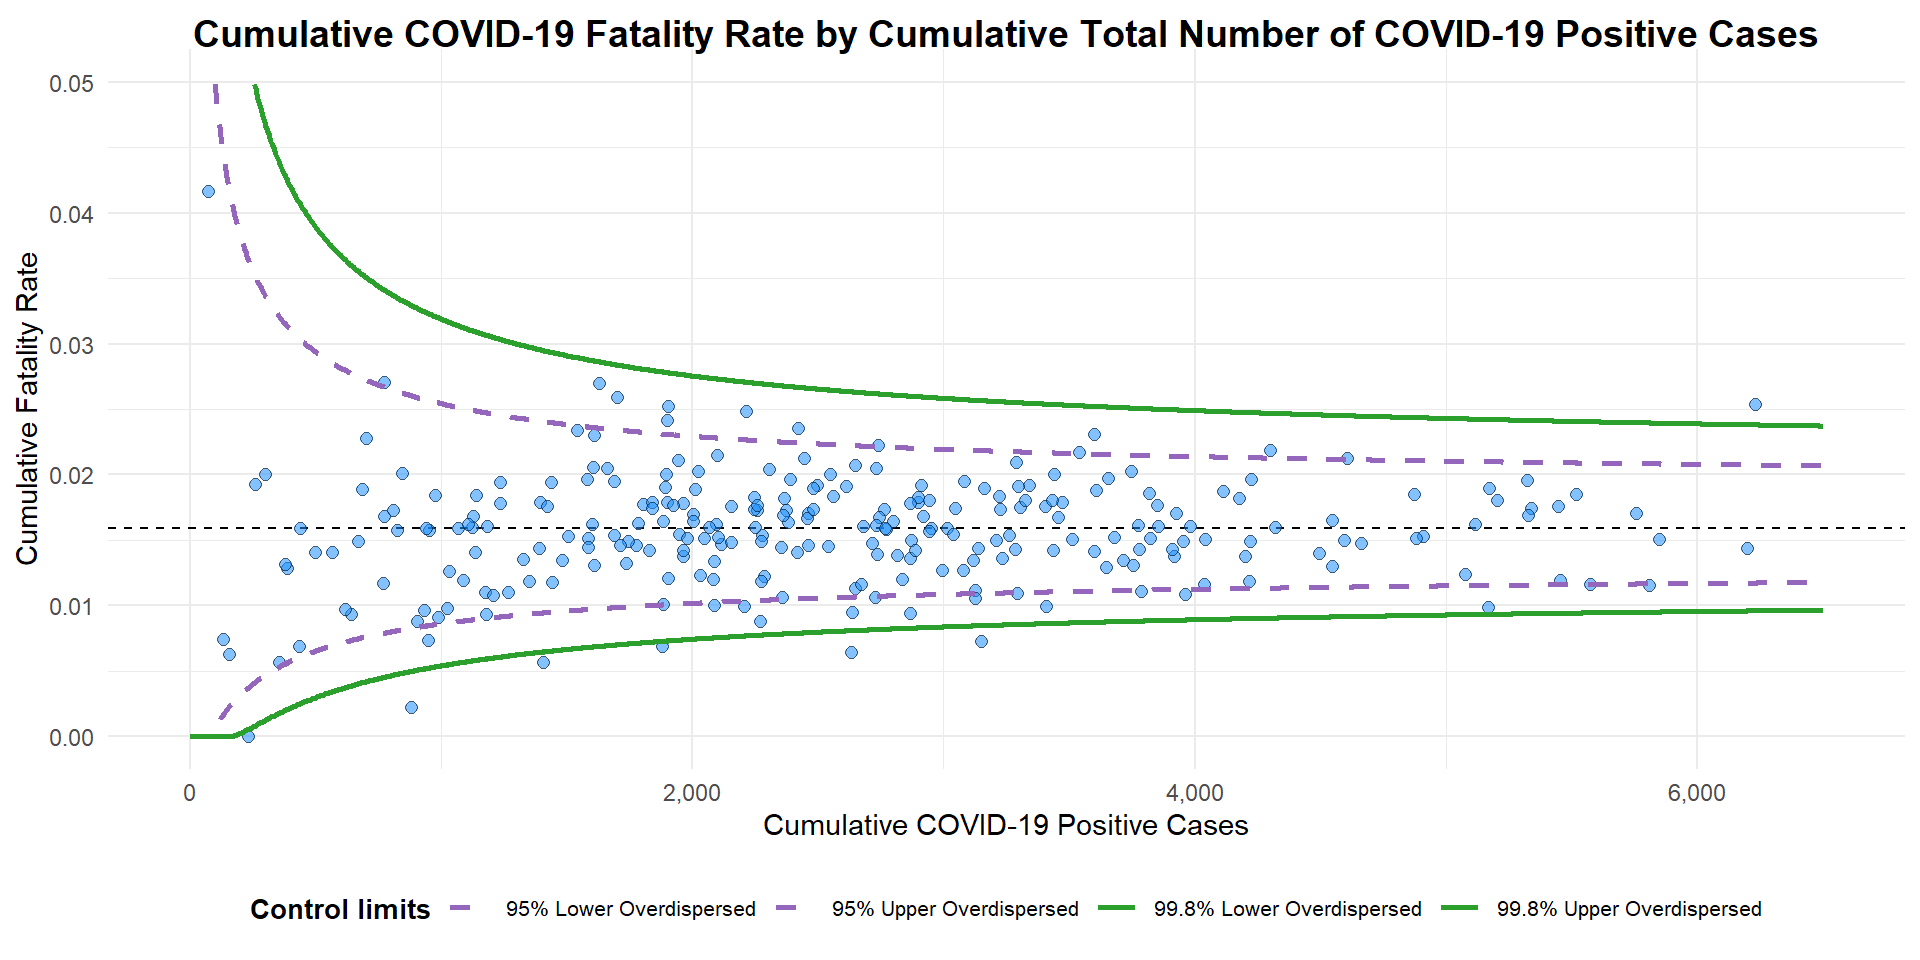 Cumulative COVID-19 Fatality Rate by Cumulative Total Number of COVID-19 Positive Cases
Cumulative Fatality Rate
0.05
0.04
0.03
0.02
0.01
0.00
0 2,000 4,000 6,000
Cumulative COVID-19 Positive Cases
Control limits 95% Lower Overdispersed 95% Upper Overdispersed 99.8% Lower Overdispersed 99.8% Upper Overdispersed